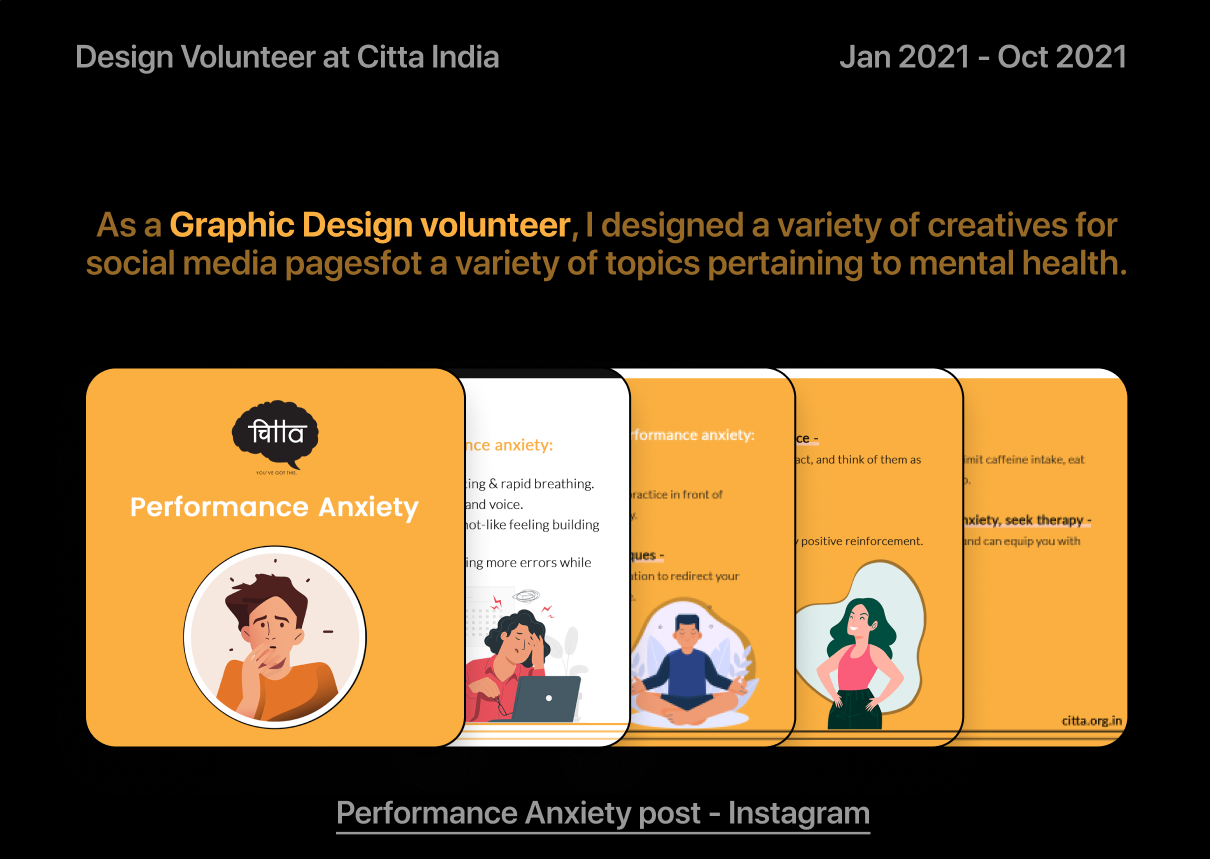 Design Volunteer at Citta India
Jan 2021 - Oct 2021
As a Graphic Design volunteer, I designed a variety of creatives for
social media pagesfot a variety of topics pertaining to mental health.
चिtta
YOU'VE GOT THIS.
Performance Anxiety
nce anxiety:
ing & rapid breathing.
and voice.
not-like feeling building
ing more errors while
rformance anxiety:
practice in front of
y.
ques -
ation to redirect your
e.
ce -
act, and think of them as
y positive reinforcement.
imit caffeine intake, eat
p.
nxiety, seek therapy -
and can equip you with
citta.org.in
Performance Anxiety post - Instagram